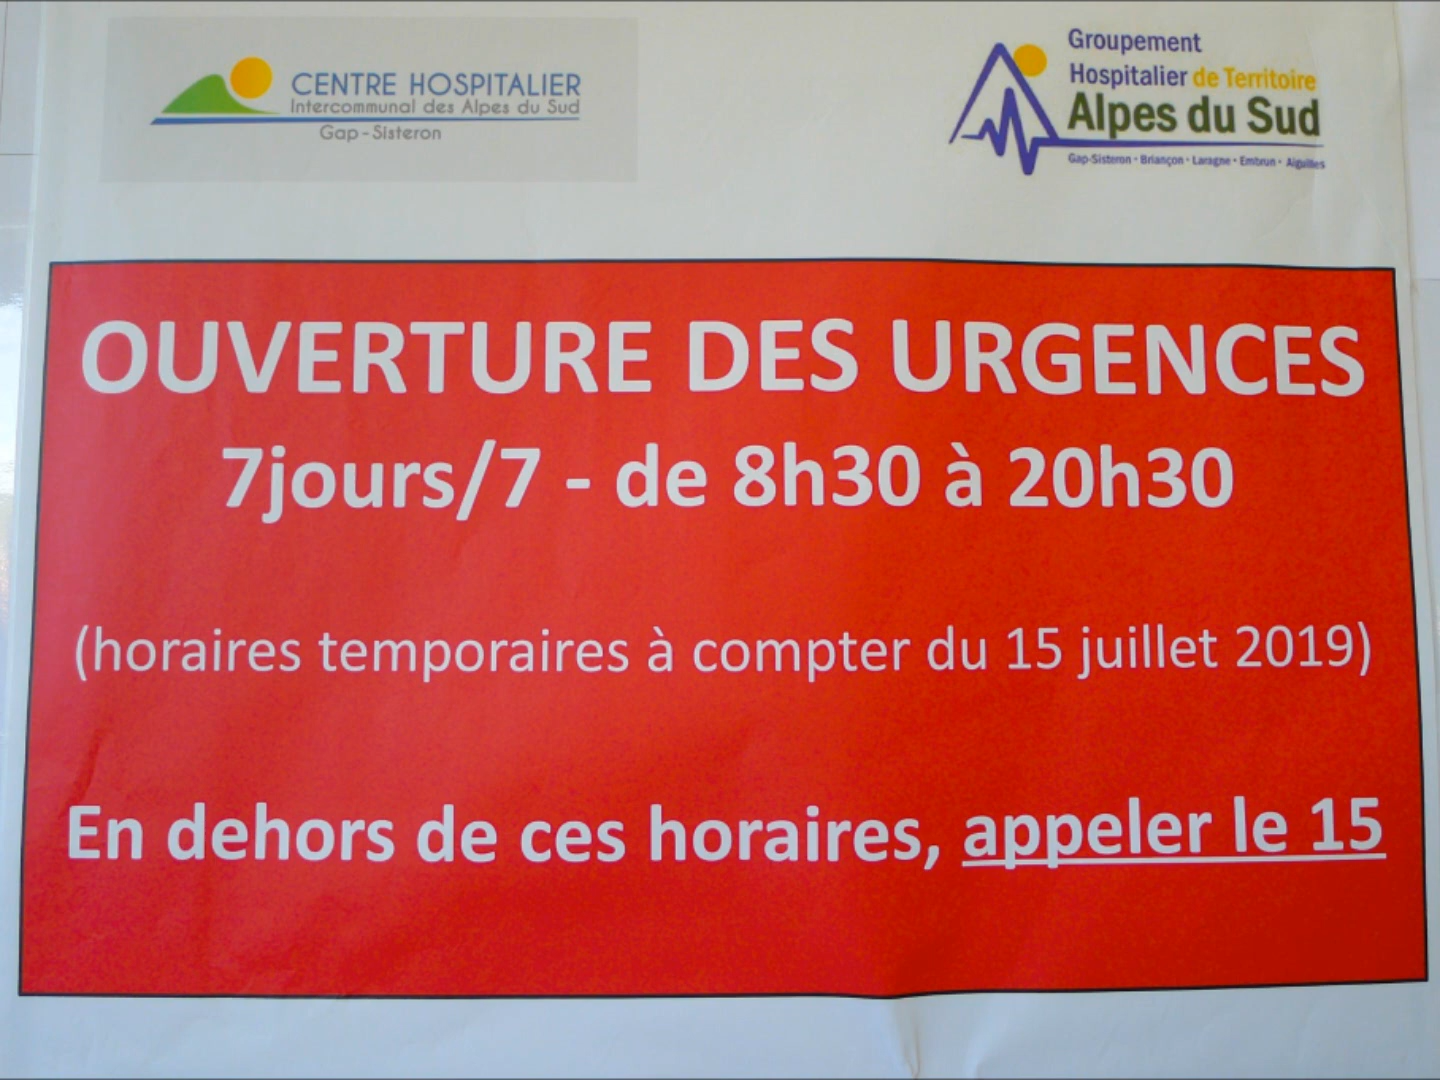 CENTRE HOSPITALIER
Intercommunal des Alpes du Sud
Gap - Sisteron
Groupement
Hospitalier de Territoire
Alpes du Sud
Gap-Sisteron • Briançon • Laragne • Embrun • Aiguilles
OUVERTURE DES URGENCES
7jours/7 - de 8h30 à 20h30
(horaires temporaires à compter du 15 juillet 2019)
En dehors de ces horaires, appeler le 15